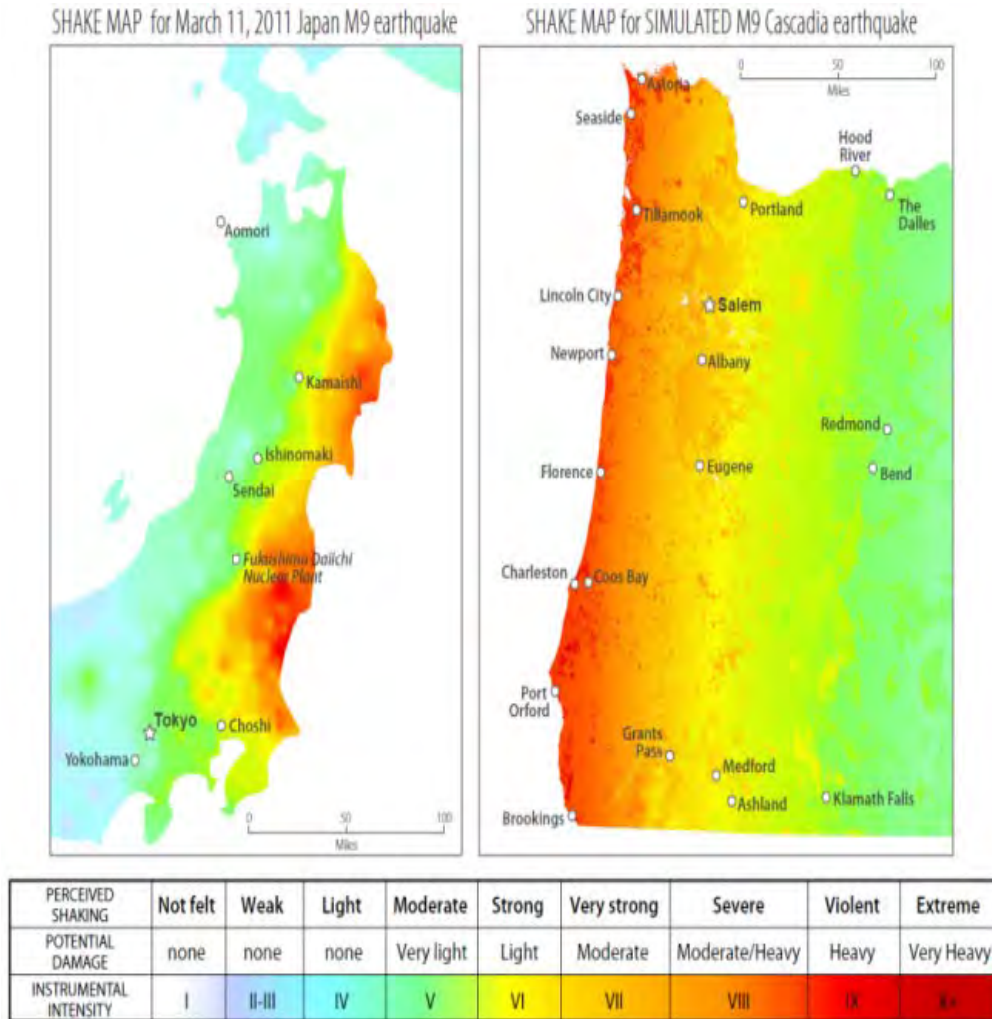 SHAKE MAP for March 11, 2011 Japan M9 earthquake
Aomori
Kamaishi
Ishinomaki
Sendai
Fukushima Daiichi
Nuclear Plant
Tokyo
Choshi
Yokohama
0 50 100
Miles
SHAKE MAP for SIMULATED M9 Cascadia earthquake
0 50 100
Miles
Astoria
Seaside
Hood
River
Tillamook
Portland
The
Dalles
Lincoln City
Salem
Newport
Albany
Redmond
Florence
Eugene
Bend
Charleston
Coos Bay
Port
Orford
Grants
Pass
Medford
Ashland
Klamath Falls
Brookings
PERCEIVED
SHAKING
Not felt Weak Light Moderate Strong Very strong Severe Violent Extreme
POTENTIAL
DAMAGE
none none none Very light Light Moderate Moderate/Heavy Heavy Very Heavy
INSTRUMENTAL
INTENSITY
I II-III IV V VI VII VIII IX X+